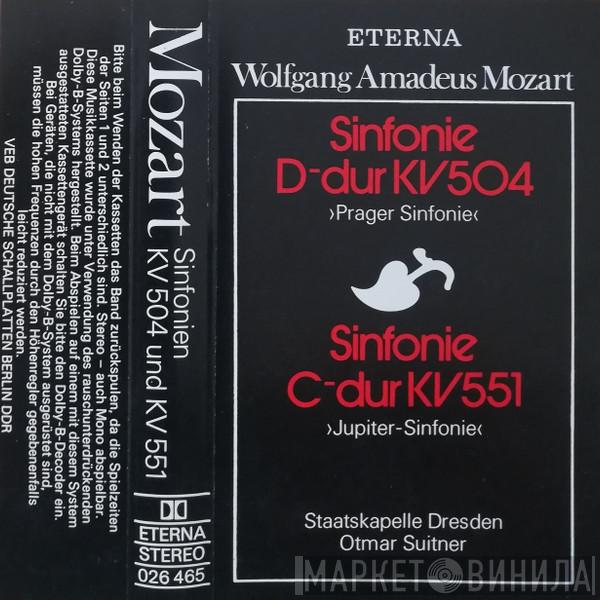 Bitte beim Wenden der Kassetten das Band zurückspulen, da die Spielzeiten
der Seiten 1 und 2 unterschiedlich sind. Stereo – auch Mono abspielbar.
Diese Musikkassette wurde unter Verwendung des rauschunterdrückenden
Dolby-B-Systems hergestellt. Beim Abspielen auf einem mit diesem System
ausgestatteten Kassettengerät schalten Sie bitte den Dolby-B-Decoder ein.
Bei Geräten, die nicht mit dem Dolby-B-System ausgerüstet sind,
müssen die hohen Frequenzen durch den Höhenregler gegebenenfalls
leicht reduziert werden.
VEB DEUTSCHE SCHALLPLATTEN BERLIN DDR
Mozart
Sinfonien
KV 504 und KV 551
ETERNA
STEREO
026 465
ETERNA
Wolfgang Amadeus Mozart
Sinfonie
D-dur KV 504
›Prager Sinfonie‹
Sinfonie
C-dur KV 551
›Jupiter-Sinfonie‹
Staatskapelle Dresden
Otmar Suitner
МАРКЕТ ВИНИЛА